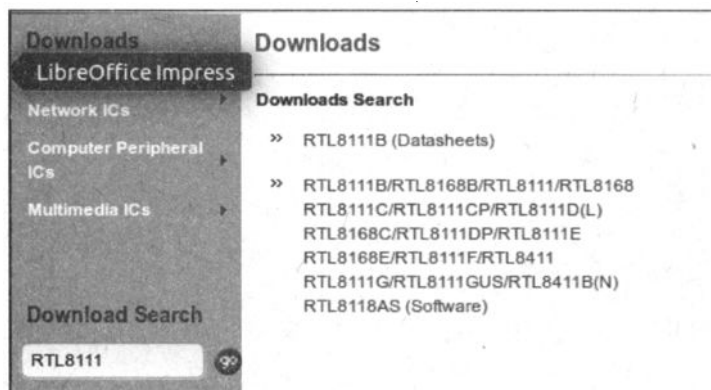 Downloads
LibreOffice Impress
Network ICs
Computer Peripheral
ICs
Multimedia ICs
Download Search
RTL8111
go
Downloads
Downloads Search
» RTL8111B (Datasheets)
» RTL8111B/RTL8168B/RTL8111/RTL8168
RTL8111C/RTL8111CP/RTL8111D(L)
RTL8168C/RTL8111DP/RTL8111E
RTL8168E/RTL8111F/RTL8411
RTL8111G/RTL8111GUS/RTL8411B(N)
RTL8118AS (Software)